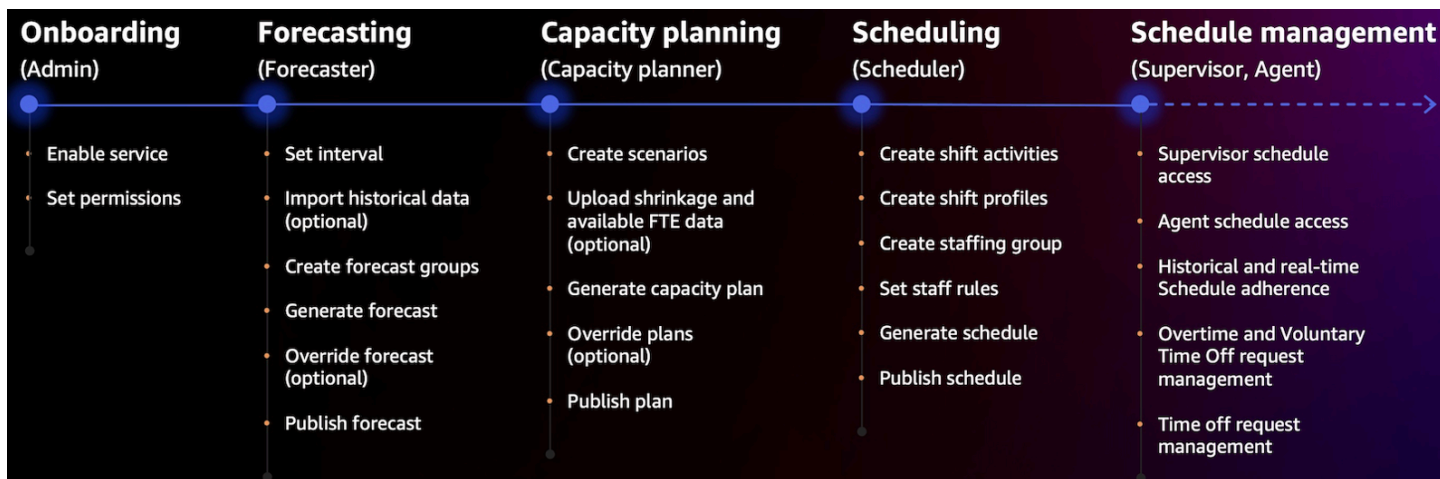 Onboarding
(Admin)
Enable service
Set permissions
Forecasting
(Forecaster)
Set interval
Import historical data
(optional)
Create forecast groups
Generate forecast
Override forecast
(optional)
Publish forecast
Capacity planning
(Capacity planner)
Create scenarios
Upload shrinkage and
available FTE data
(optional)
Generate capacity plan
Override plans
(optional)
Publish plan
Scheduling
(Scheduler)
Create shift activities
Create shift profiles
Create staffing group
Set staff rules
Generate schedule
Publish schedule
Schedule management
(Supervisor, Agent)
Supervisor schedule
access
Agent schedule access
Historical and real-time
Schedule adherence
Overtime and Voluntary
Time Off request
management
Time off request
management